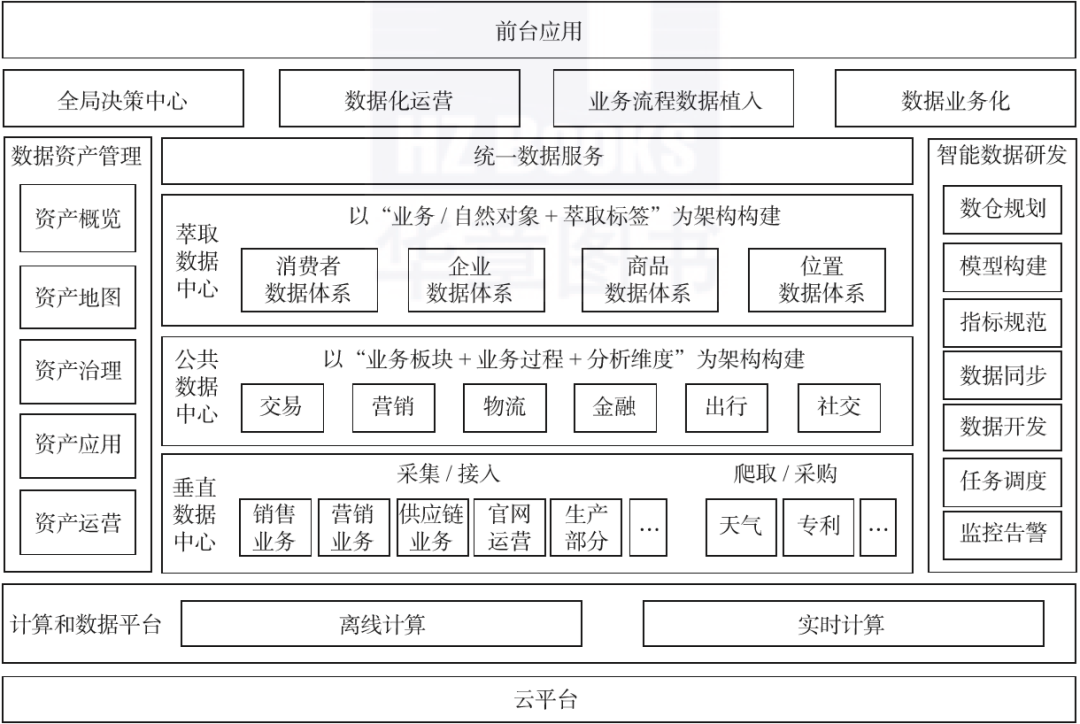 前台应用
全局决策中心
数据化运营
业务流程数据植入
数据业务化
数据资产管理
资产概览
资产地图
资产治理
资产应用
资产运营
统一数据服务
萃取
数据
中心
以“业务 / 自然对象 + 萃取标签”为架构构建
消费者
数据体系
企业
数据体系
商品
数据体系
位置
数据体系
公共
数据
中心
以“业务板块 + 业务过程 + 分析维度”为架构构建
交易
营销
物流
金融
出行
社交
垂直
数据
中心
采集 / 接入
销售
业务
营销
业务
供应链
业务
官网
运营
生产
部分
…
爬取 / 采购
天气
专利
…
智能数据研发
数仓规划
模型构建
指标规范
数据同步
数据开发
任务调度
监控告警
计算和数据平台
离线计算
实时计算
云平台
HZ BOOKS
华章图书